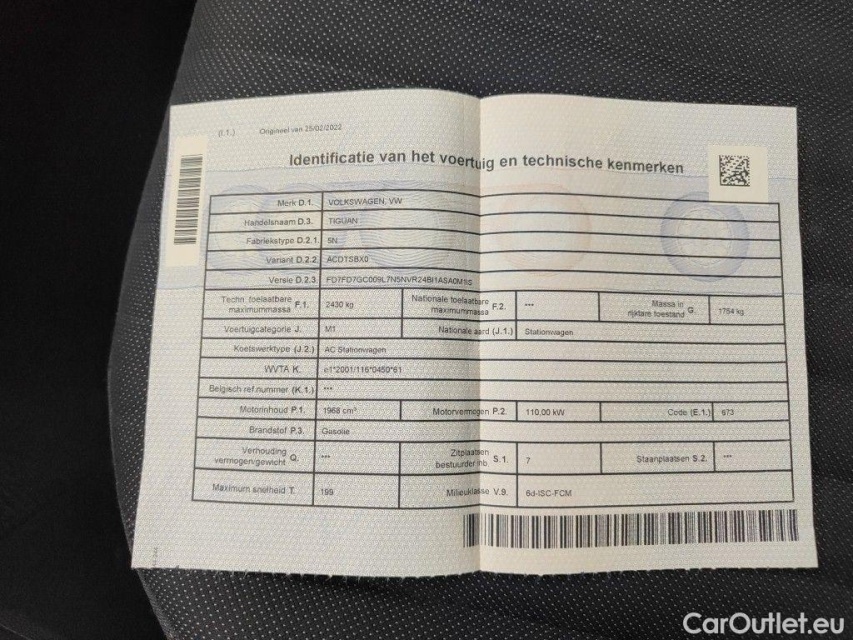 (I.1.) Origineel van 25/02/2022
Identificatie van het voertuig en technische kenmerken
Merk D.1. VOLKSWAGEN, VW
Handelsnaam D.3. TIGUAN
Fabriekstype D.2.1. 5N
Variant D.2.2. ACDTSBX0
Versie D.2.3.
Techn. toelaatbare maximummassa F.1. 2430 kg Nationale toelaatbare maximummassa F.2. *** Massa in rijklare toestand G. 1754 kg
Voertuigcategorie J. M1 Nationale aard (J.1.) Stationwagen
Koetswerktype (J.2.) AC Stationwagen
WVTA K. e1*2001/116*0450*61
Belgisch ref.nummer (K.1.) ***
Motorinhoud P.1. 1968 cm³ Motorvermogen P.2. 110,00 kW Code (E.1.) 673
Brandstof P.3. Gasolie
Verhouding vermogen/gewicht Q. *** Zitplaatsen bestuurder inb. S.1. 7 Staanplaatsen S.2. ***
Maximum snelheid T. 199 Milieuklasse V.9. 6d-ISC-FCM
CarOutlet.eu